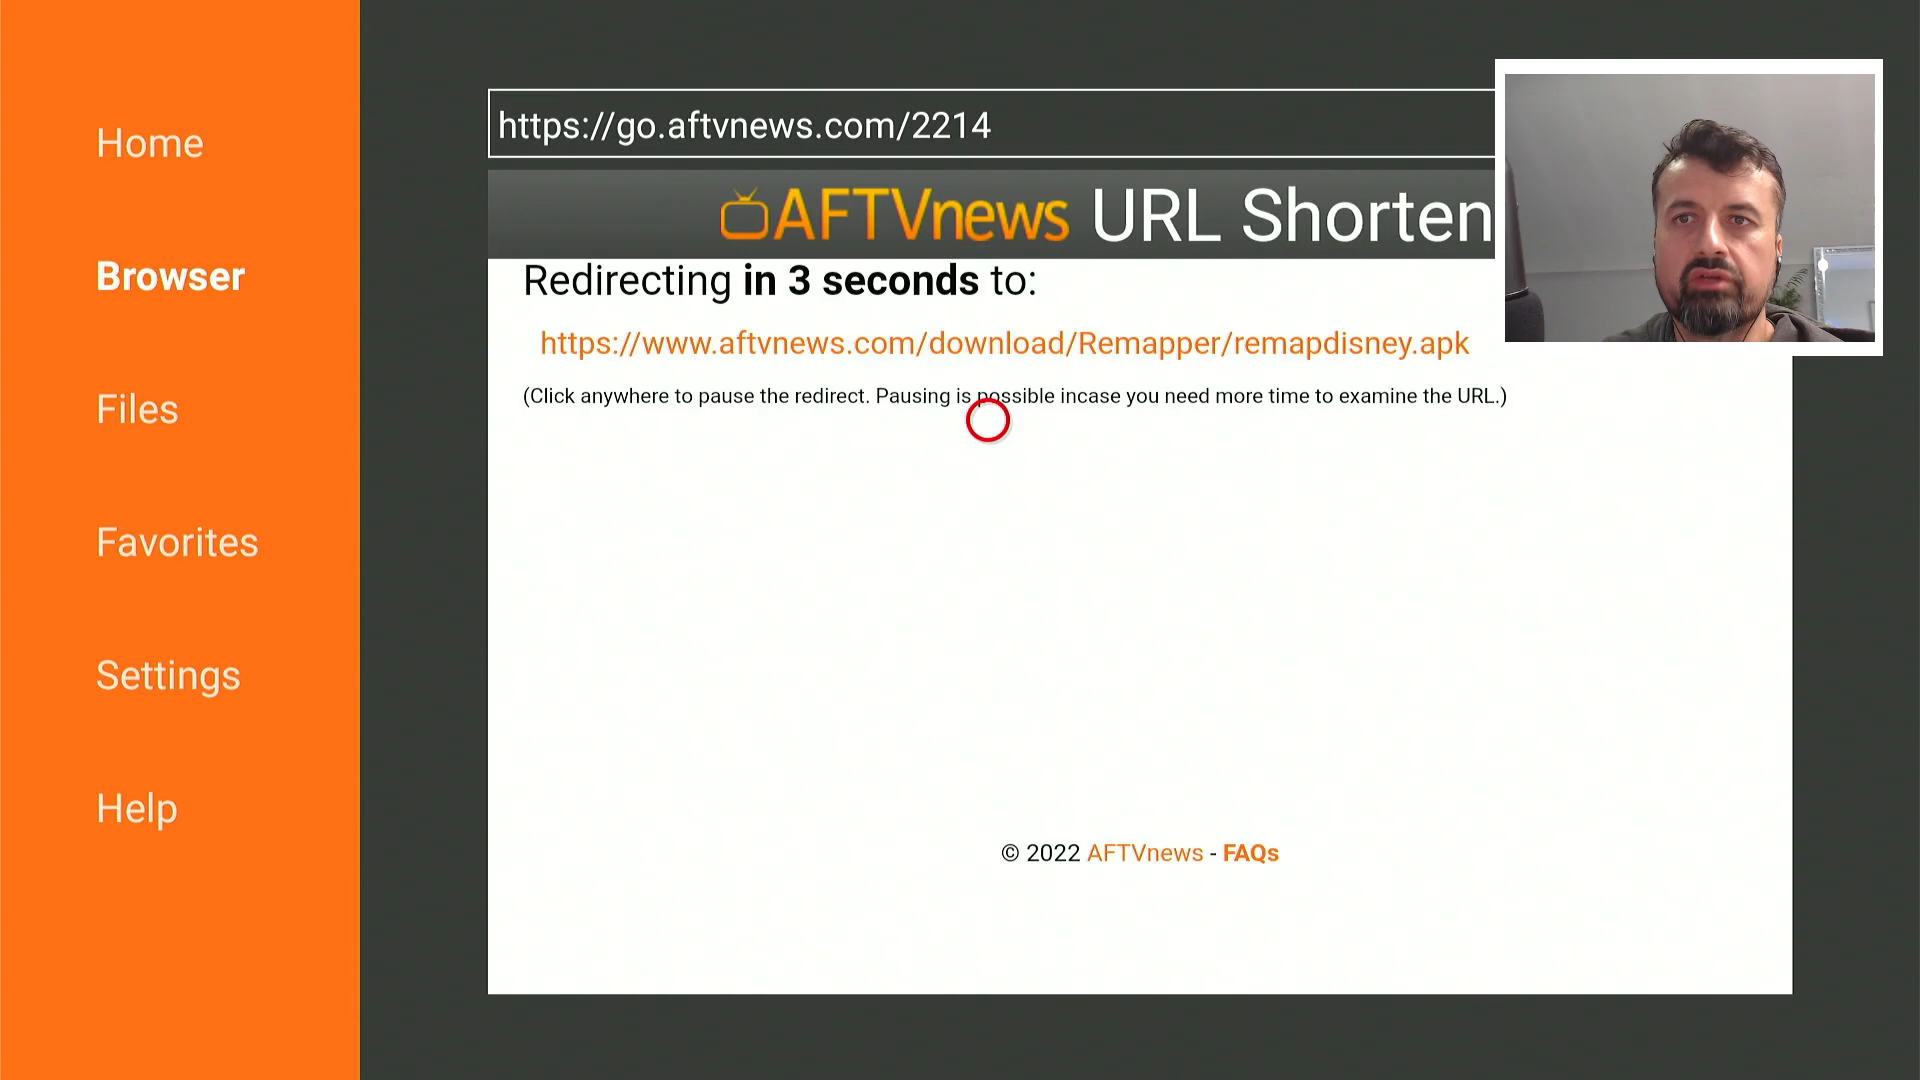 Home
Browser
Files
Favorites
Settings
Help
https://go.aftvnews.com/2214
AFTVnews URL Shorten
Redirecting in 3 seconds to:
https://www.aftvnews.com/download/Remapper/remapdisney.apk
(Click anywhere to pause the redirect. Pausing is possible incase you need more time to examine the URL.)
© 2022 AFTVnews - FAQs